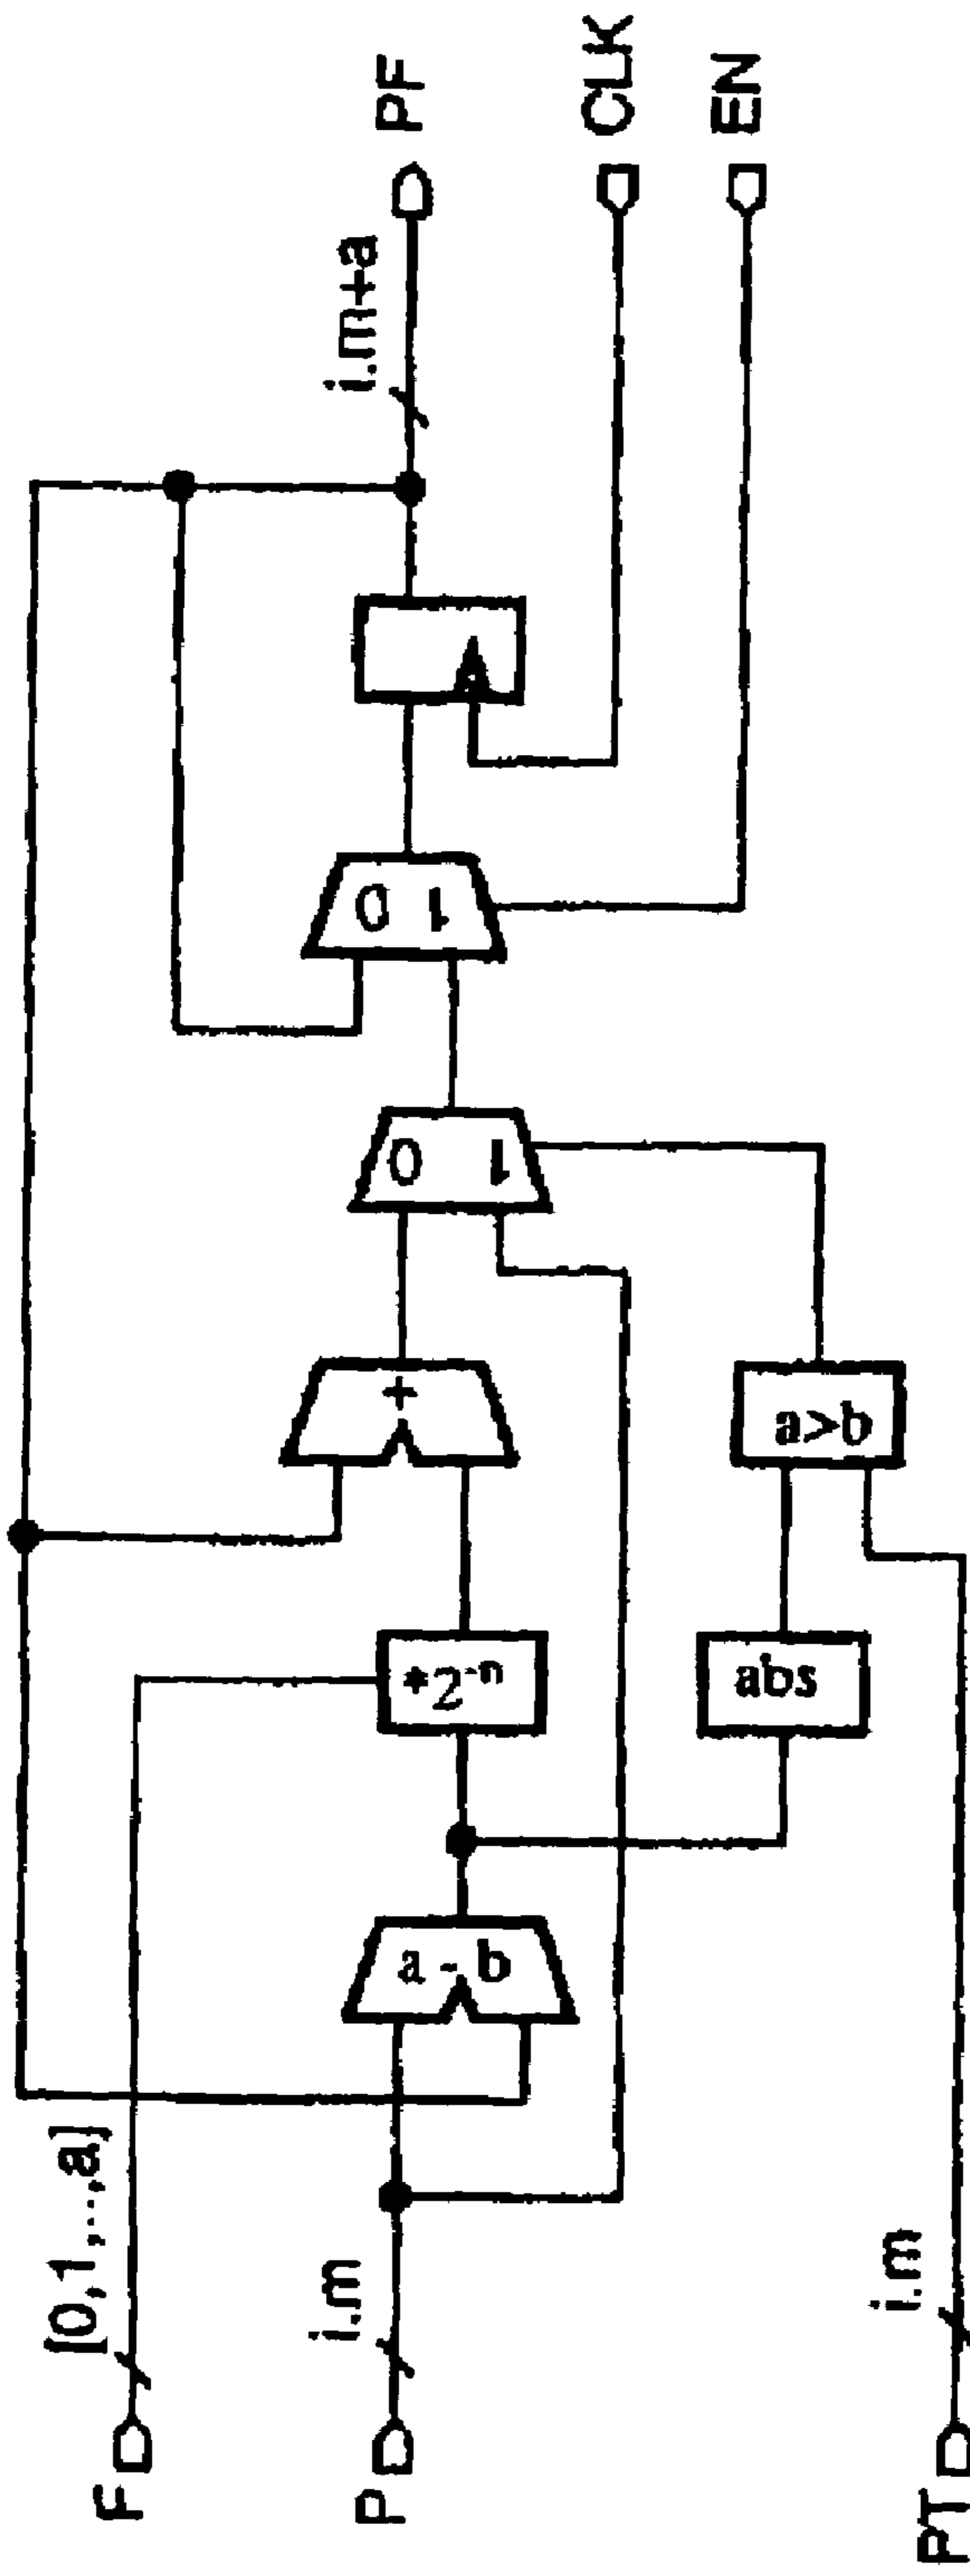 F
[0,1,..,a]
P
i.m
PT
i.m
a - b
*2⁻ⁿ
abs
+
a>b
0
1
0
1
i.m+a
PF
CLK
EN